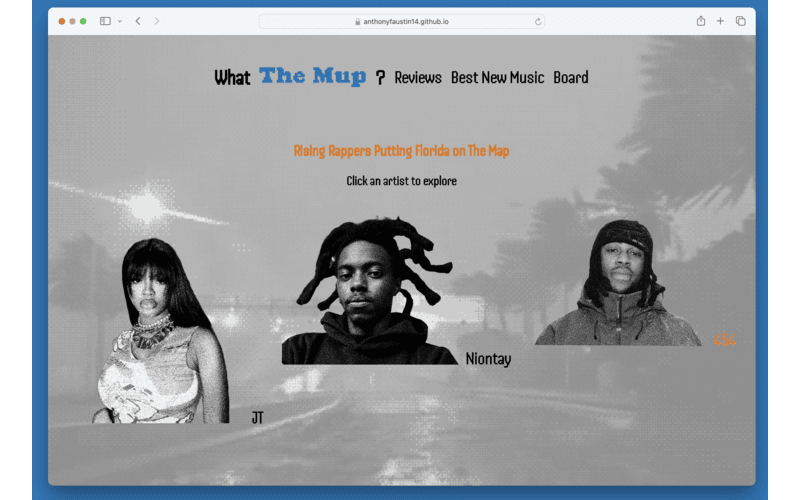 anthonyfaustin14.github.io
What The Mup ? Reviews Best New Music Board
Rising Rappers Putting Florida on The Map
Click an artist to explore
Niontay
JT